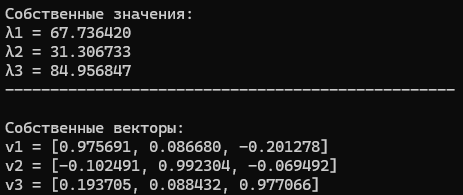 Собственные значения:
λ1 = 67.736420
λ2 = 31.306733
λ3 = 84.956847
--------------------------------------------------
Собственные векторы:
v1 = [0.975691, 0.086680, -0.201278]
v2 = [-0.102491, 0.992304, -0.069492]
v3 = [0.193705, 0.088432, 0.977066]